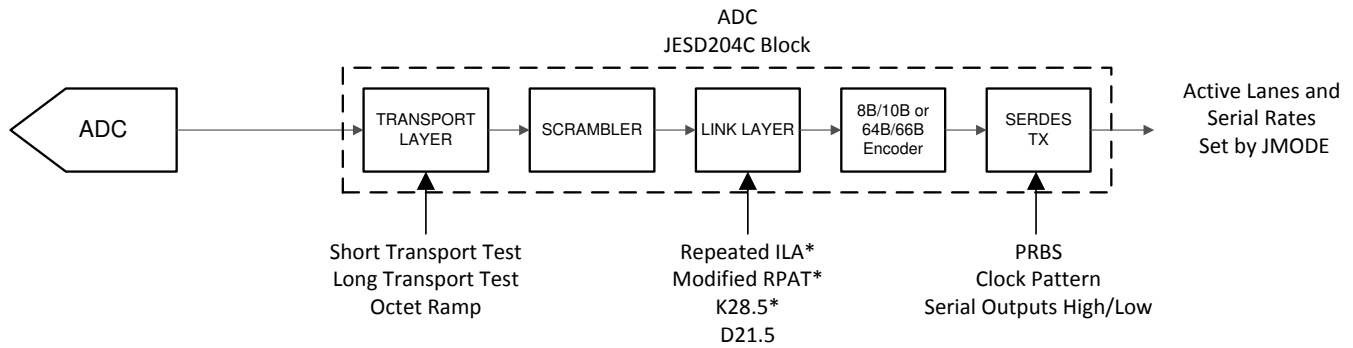 ADC
JESD204C Block
ADC
TRANSPORT
LAYER
SCRAMBLER
LINK LAYER
8B/10B or
64B/66B
Encoder
SERDES
TX
Active Lanes and
Serial Rates
Set by JMODE
Short Transport Test
Long Transport Test
Octet Ramp
Repeated ILA*
Modified RPAT*
K28.5*
D21.5
PRBS
Clock Pattern
Serial Outputs High/Low